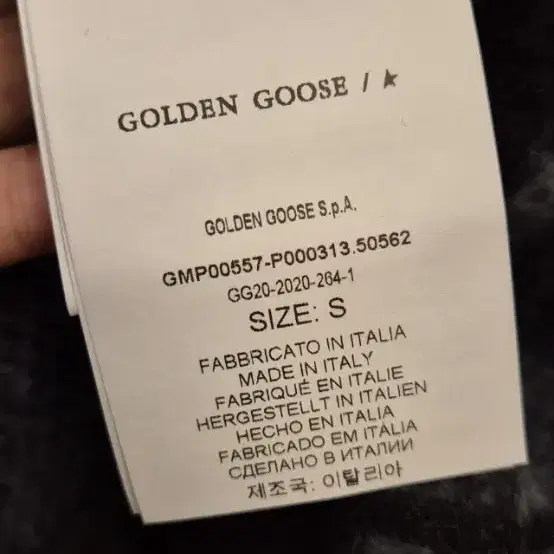 GOLDEN GOOSE / ★
GOLDEN GOOSE S.p.A.
GMP00557-P000313.50562
GG20-2020-264-1
SIZE: S
FABBRICATO IN ITALIA
MADE IN ITALY
FABRIQUÉ EN ITALIE
HERGESTELLT IN ITALIEN
HECHO EN ITALIA
FABRICADO EM ITÁLIA
СДЕЛАНО В ИТАЛИИ
제조국: 이탈리아